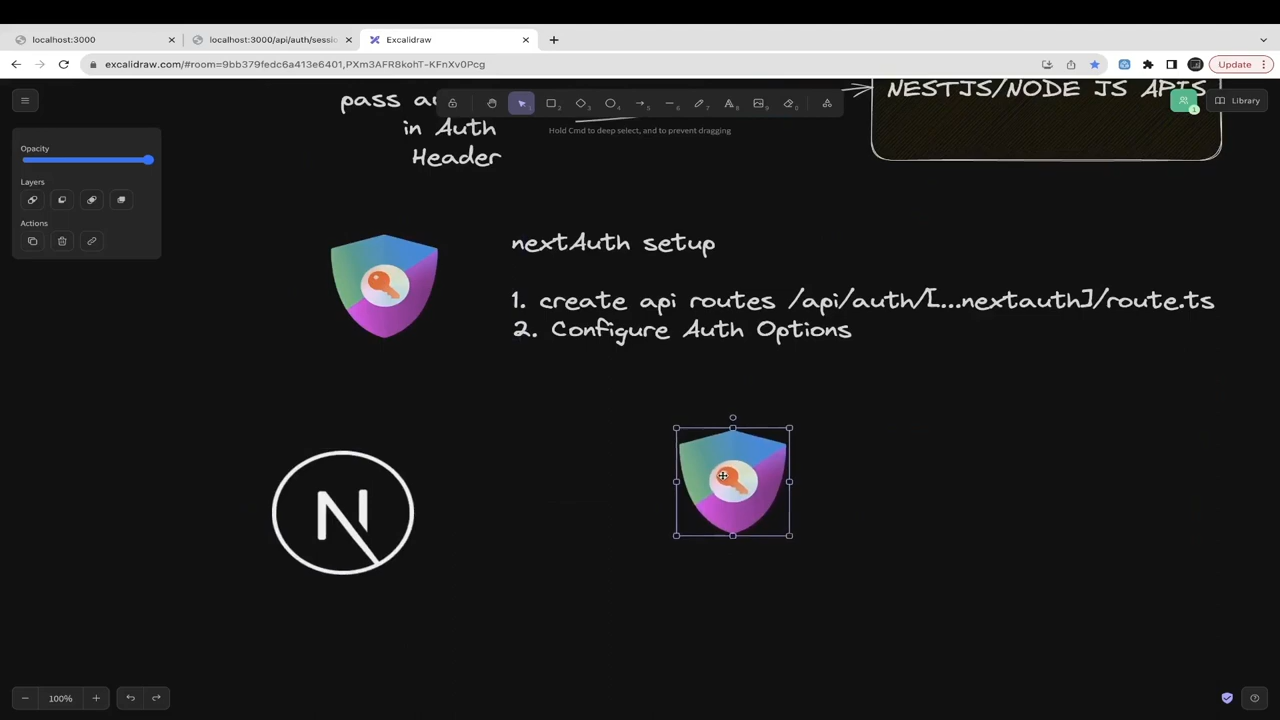 localhost:3000
localhost:3000/api/auth/sessi
Excalidraw
excalidraw.com/#room=9bb379fedc6a413e6401,PXm3AFR8kohT-KFnXv0Pcg
Update
NESTJS/NODE JS APIS
pass a
in Auth
Header
Hold Cmd to deep select, and to prevent dragging
Library
1
Opacity
Layers
Actions
nextAuth setup
1. create api routes /api/auth/[...nextauth]/route.ts
2. Configure Auth Options
N
100%